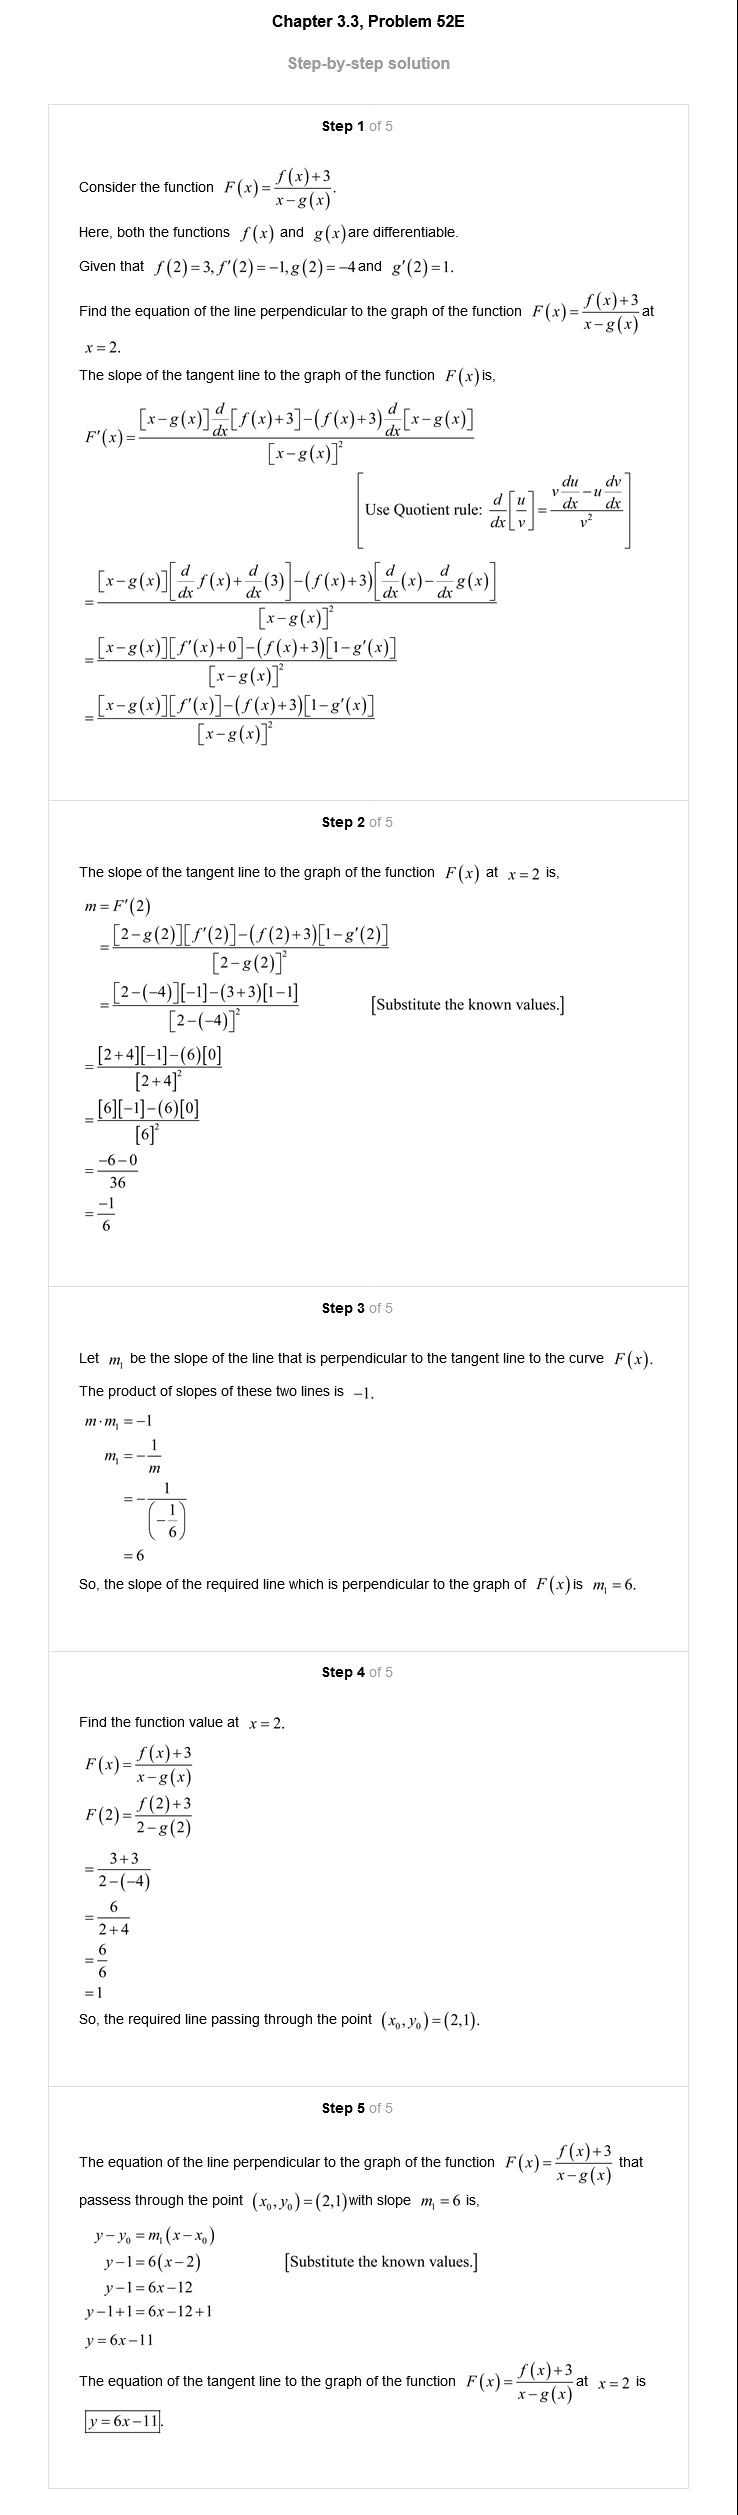 Chapter 3.3, Problem 52E
Step-by-step solution
Step 1 of 5
Consider the function F(x)=\frac{f(x)+3}{x-g(x)}.
Here, both the functions f(x) and g(x)are differentiable.
Given that f(2)=3, f'(2)=-1, g(2)=-4 and g'(2)=1.
Find the equation of the line perpendicular to the graph of the function F(x)=\frac{f(x)+3}{x-g(x)} at
x=2.
The slope of the tangent line to the graph of the function F(x) is,
F'(x)=\frac{[x-g(x)]\frac{d}{dx}[f(x)+3]-(f(x)+3)\frac{d}{dx}[x-g(x)]}{[x-g(x)]^2}
[Use Quotient rule: \frac{d}{dx}[\frac{u}{v}]=\frac{v\frac{du}{dx}-u\frac{dv}{dx}}{v^2}]
=\frac{[x-g(x)][\frac{d}{dx}f(x)+\frac{d}{dx}(3)]-(f(x)+3)[\frac{d}{dx}(x)-\frac{d}{dx}g(x)]}{[x-g(x)]^2}
=\frac{[x-g(x)][f'(x)+0]-(f(x)+3)[1-g'(x)]}{[x-g(x)]^2}
=\frac{[x-g(x)][f'(x)]-(f(x)+3)[1-g'(x)]}{[x-g(x)]^2}
Step 2 of 5
The slope of the tangent line to the graph of the function F(x) at x=2 is,
m=F'(2)
=\frac{[2-g(2)][f'(2)]-(f(2)+3)[1-g'(2)]}{[2-g(2)]^2}
=\frac{[2-(-4)][-1]-(3+3)[1-1]}{[2-(-4)]^2} [Substitute the known values.]
=\frac{[2+4][-1]-(6)[0]}{[2+4]^2}
=\frac{[6][-1]-(6)[0]}{[6]^2}
=\frac{-6-0}{36}
=\frac{-1}{6}
Step 3 of 5
Let m_1 be the slope of the line that is perpendicular to the tangent line to the curve F(x).
The product of slopes of these two lines is -1.
m·m_1=-1
m_1=-\frac{1}{m}
=-\frac{1}{(-\frac{1}{6})}
=6
So, the slope of the required line which is perpendicular to the graph of F(x) is m_1=6.
Step 4 of 5
Find the function value at x=2.
F(x)=\frac{f(x)+3}{x-g(x)}
F(2)=\frac{f(2)+3}{2-g(2)}
=\frac{3+3}{2-(-4)}
=\frac{6}{2+4}
=\frac{6}{6}
=1
So, the required line passing through the point (x_0, y_0)=(2,1).
Step 5 of 5
The equation of the line perpendicular to the graph of the function F(x)=\frac{f(x)+3}{x-g(x)} that
passess through the point (x_0, y_0)=(2,1) with slope m_1=6 is,
y-y_0=m_1(x-x_0)
y-1=6(x-2) [Substitute the known values.]
y-1=6x-12
y-1+1=6x-12+1
y=6x-11
The equation of the tangent line to the graph of the function F(x)=\frac{f(x)+3}{x-g(x)} at x=2 is
y=6x-11.